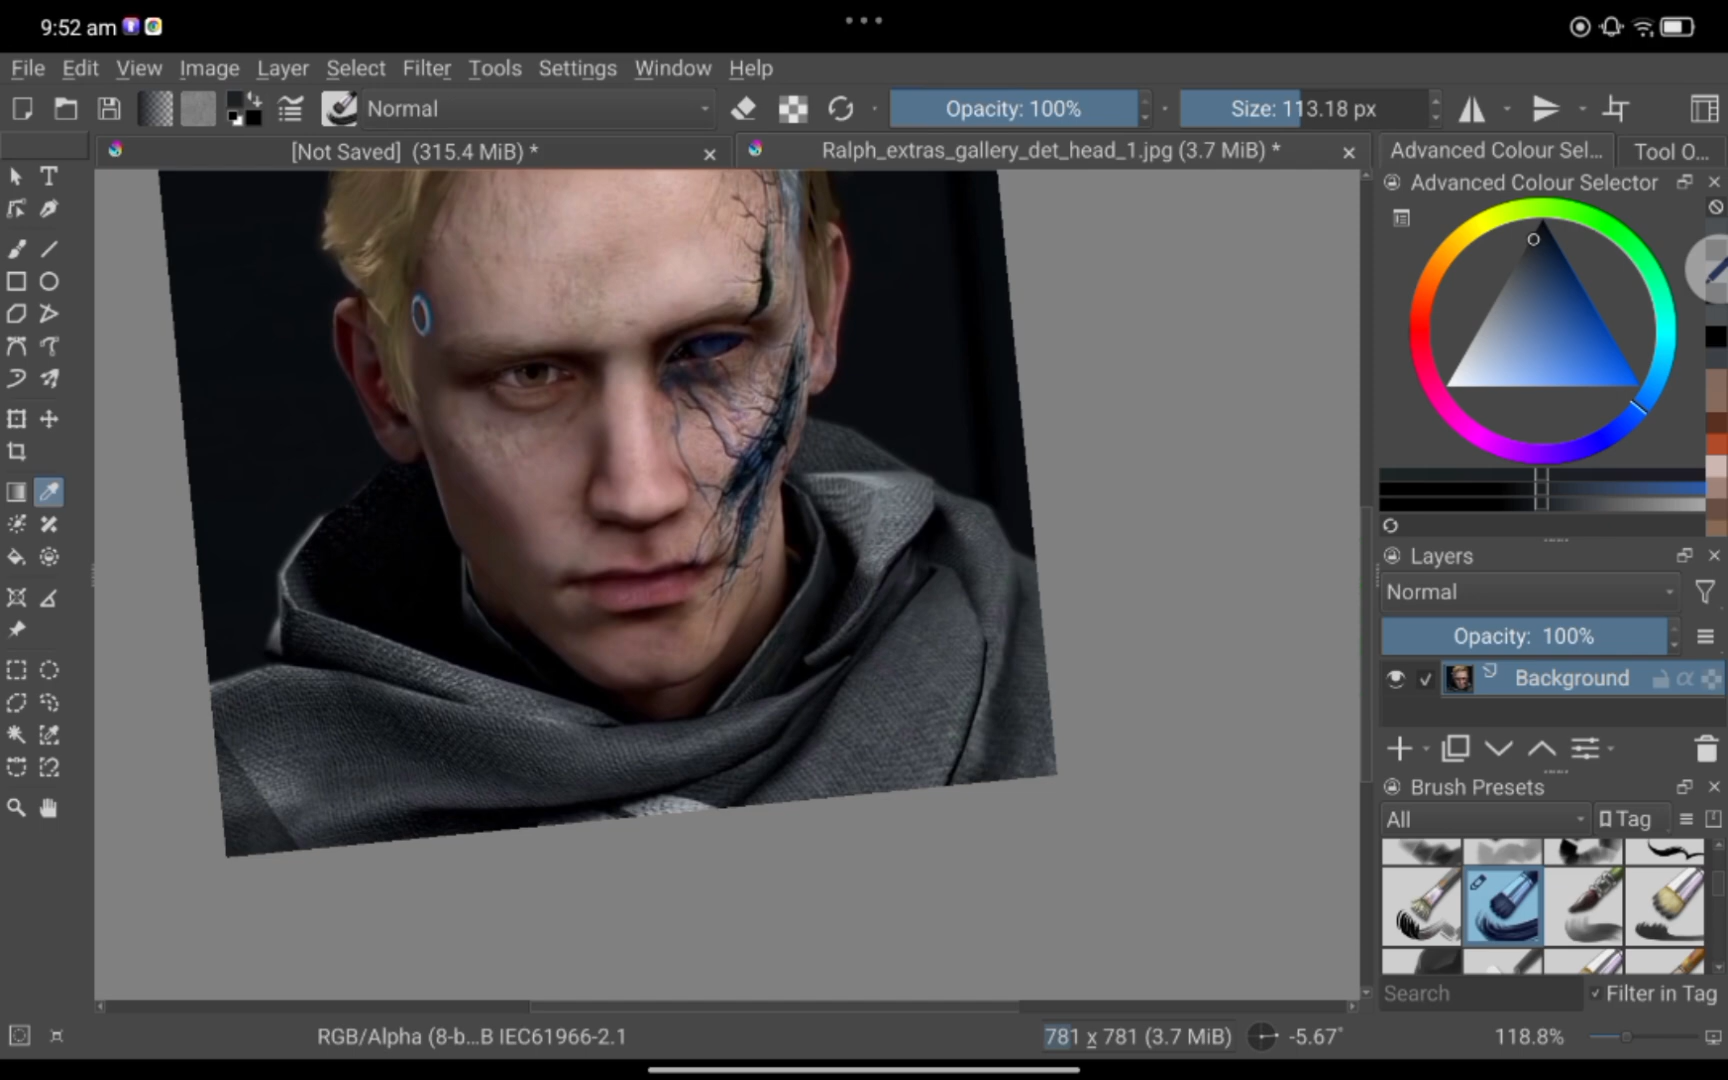 9:52 am
File Edit View Image Layer Select Filter Tools Settings Window Help
Normal Opacity: 100% Size: 113.18 px
[Not Saved] (315.4 MiB) *
Ralph_extras_gallery_det_head_1.jpg (3.7 MiB) *
Advanced Colour Sel... Tool O...
Advanced Colour Selector
Layers
Normal
Opacity: 100%
Background
Brush Presets
All Tag
Search Filter in Tag
RGB/Alpha (8-b...B IEC61966-2.1 781 x 781 (3.7 MiB) -5.67° 118.8%